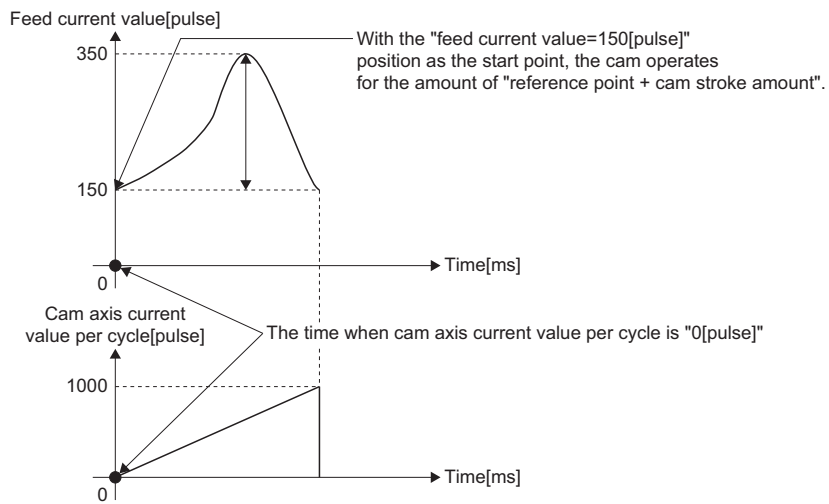 Feed current value[pulse]
350
With the "feed current value=150[pulse]"
position as the start point, the cam operates
for the amount of "reference point + cam stroke amount".
150
Time[ms]
0
Cam axis current
value per cycle[pulse]
The time when cam axis current value per cycle is "0[pulse]"
1000
Time[ms]
0